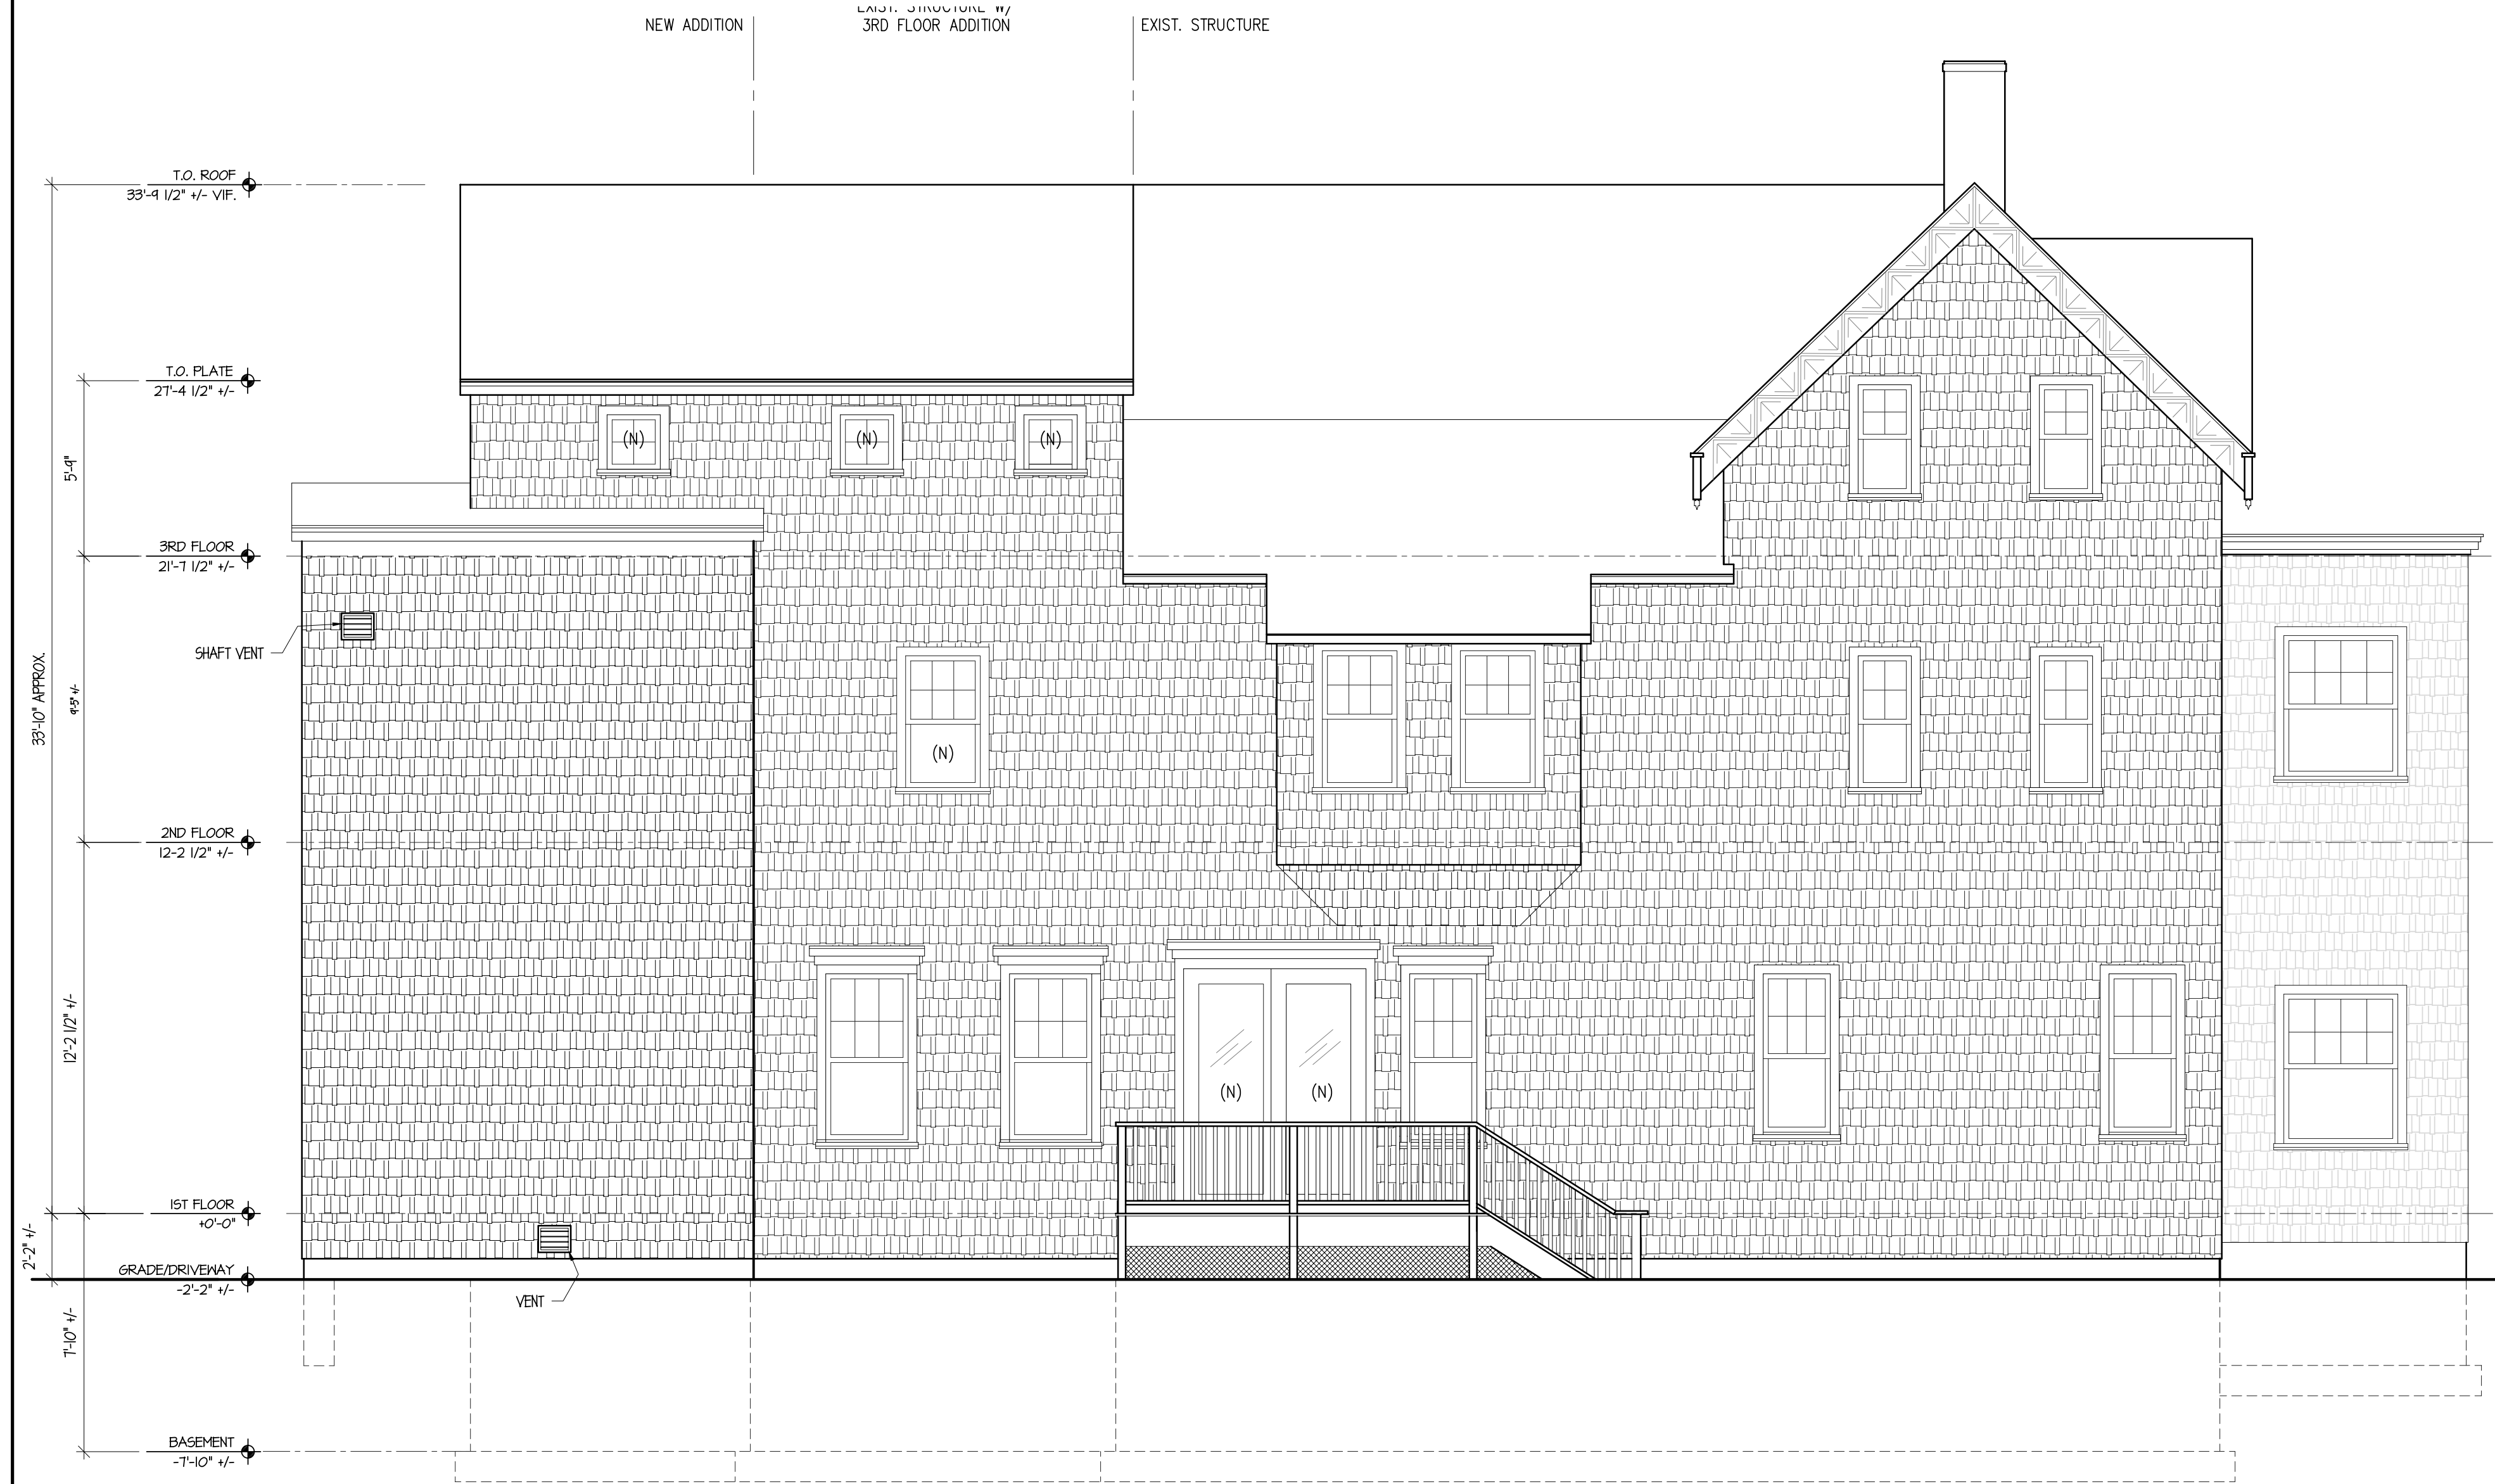 NEW ADDITION
EXIST. STRUCTURE W/
3RD FLOOR ADDITION
EXIST. STRUCTURE
T.O. ROOF
33'-9 1/2" +/- VIF.
T.O. PLATE
27'-4 1/2" +/-
5'-9"
(N)
(N)
(N)
3RD FLOOR
21'-7 1/2" +/-
SHAFT VENT
33'-10" APPROX.
9'-5" +/-
(N)
2ND FLOOR
12-2 1/2" +/-
12'-2 1/2" +/-
(N)
(N)
1ST FLOOR
+0'-0"
2'-2" +/-
GRADE/DRIVEWAY
-2'-2" +/-
VENT
7'-10" +/-
BASEMENT
-7'-10" +/-